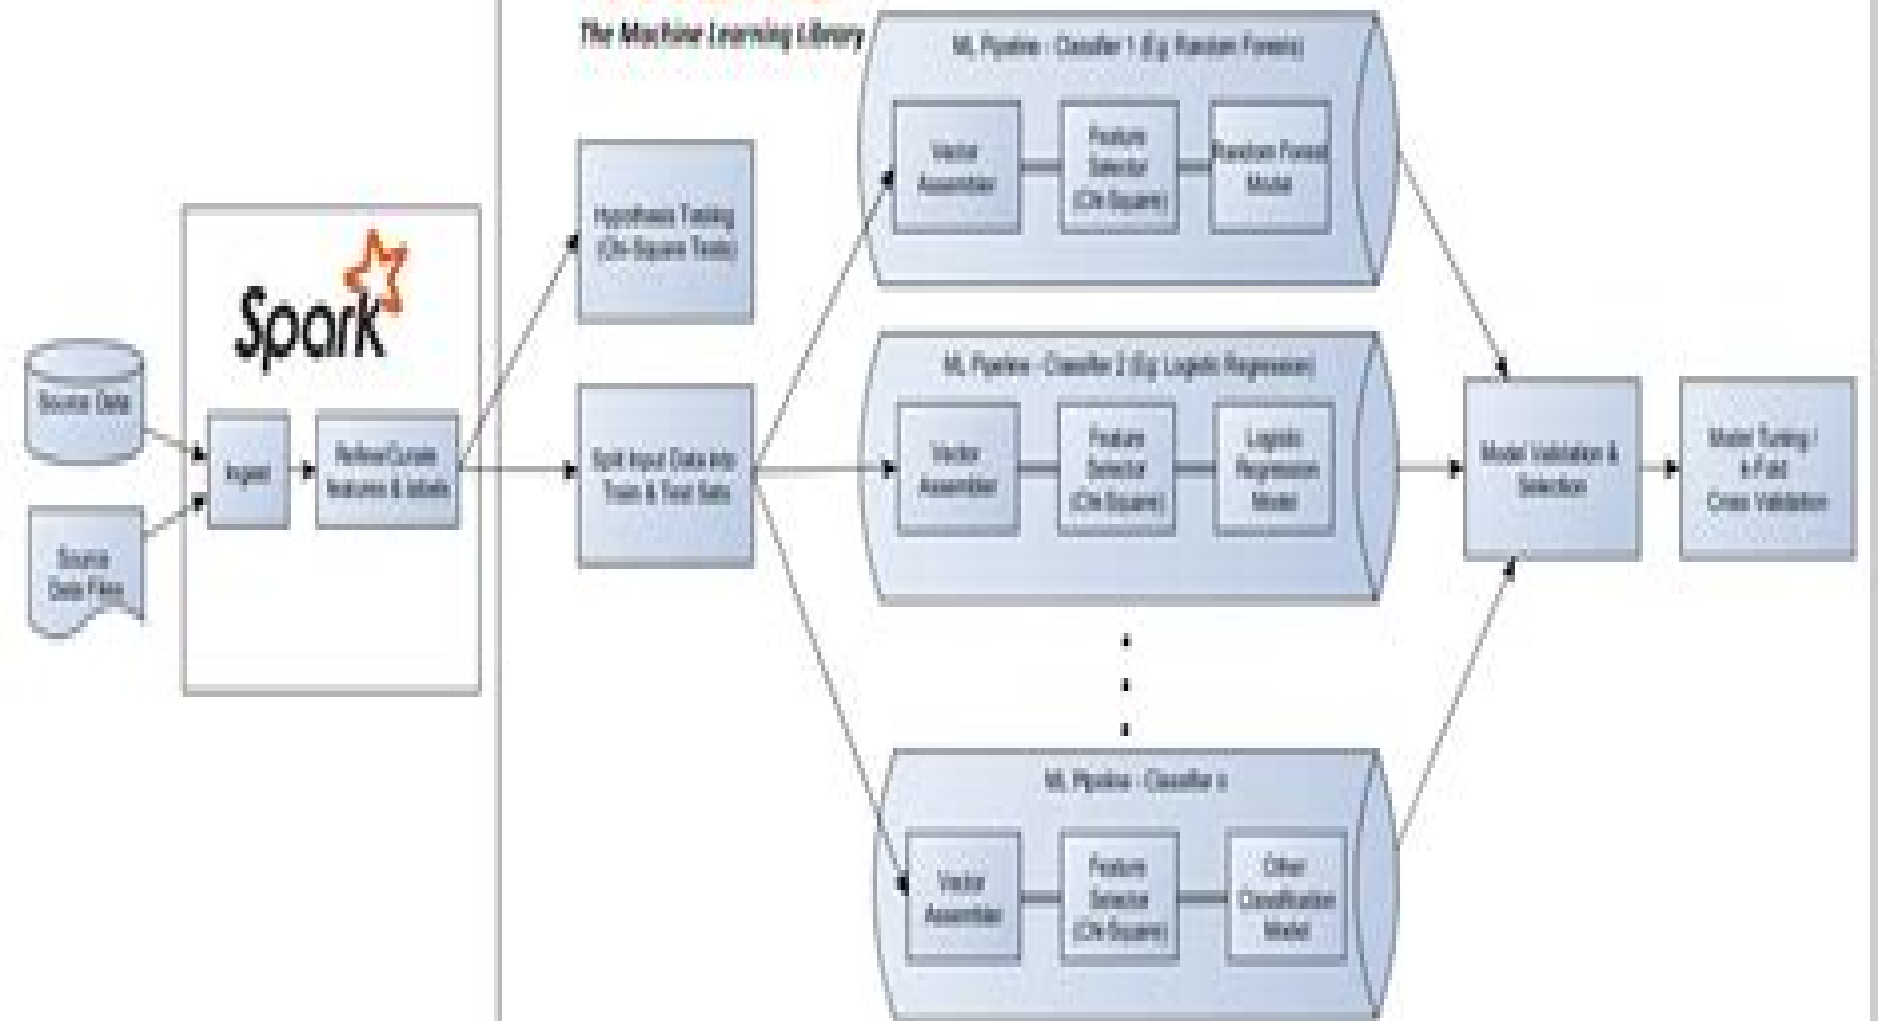 The Machine Learning Library
ML Pipeline - Classifier 1 (Eg Random Forests)
Vector
Assembler
Feature
Selector
(Chi-Square)
Random Forest
Model
Hypothesis Testing
(Chi-Square Tests)
Spark
Source Data
Ingest
Refine/Curate
features & labels
Source
Data Files
Split Input Data into
Train & Test Sets
ML Pipeline - Classifier 2 (Eg Logistic Regression)
Vector
Assembler
Feature
Selector
(Chi-Square)
Logistic
Regression
Model
Model Validation &
Selection
Model Tuning /
k-Fold
Cross Validation
ML Pipeline - Classifier n
Vector
Assembler
Feature
Selector
(Chi-Square)
Other
Classification
Model